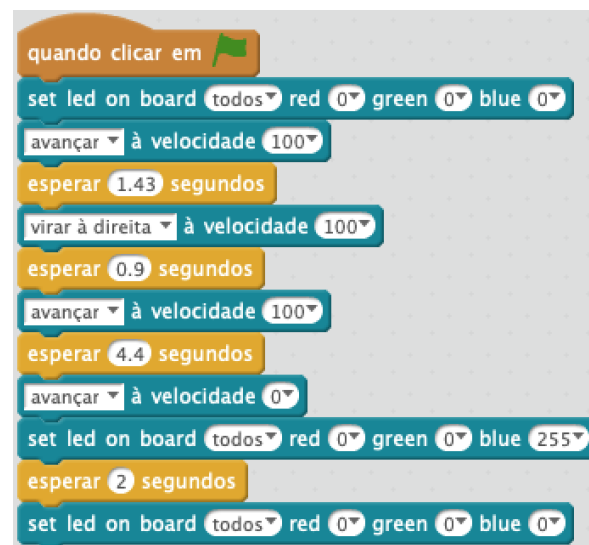 quando clicar em
set led on board todos red 0 green 0 blue 0
avançar à velocidade 100
esperar 1.43 segundos
virar à direita à velocidade 100
esperar 0.9 segundos
avançar à velocidade 100
esperar 4.4 segundos
avançar à velocidade 0
set led on board todos red 0 green 0 blue 255
esperar 2 segundos
set led on board todos red 0 green 0 blue 0